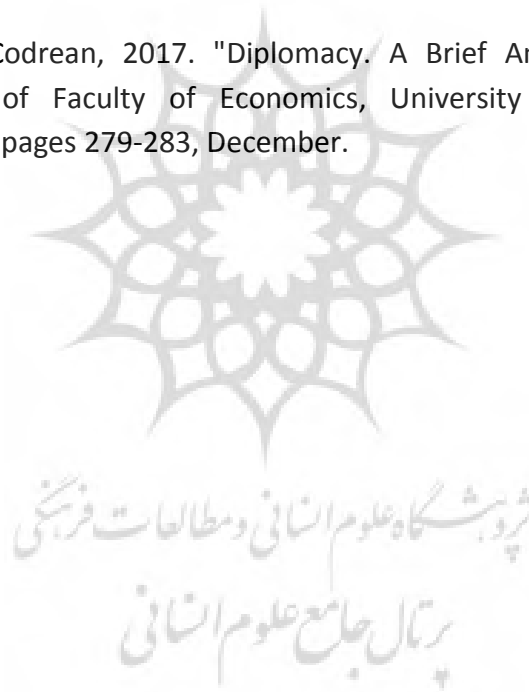 Codrean, 2017. "Diplomacy. A Brief An
of Faculty of Economics, University
pages 279-283, December.
پژوهشگاه علوم انسانی و مطالعات فرهنگی
پرتال جامع علوم انسانی